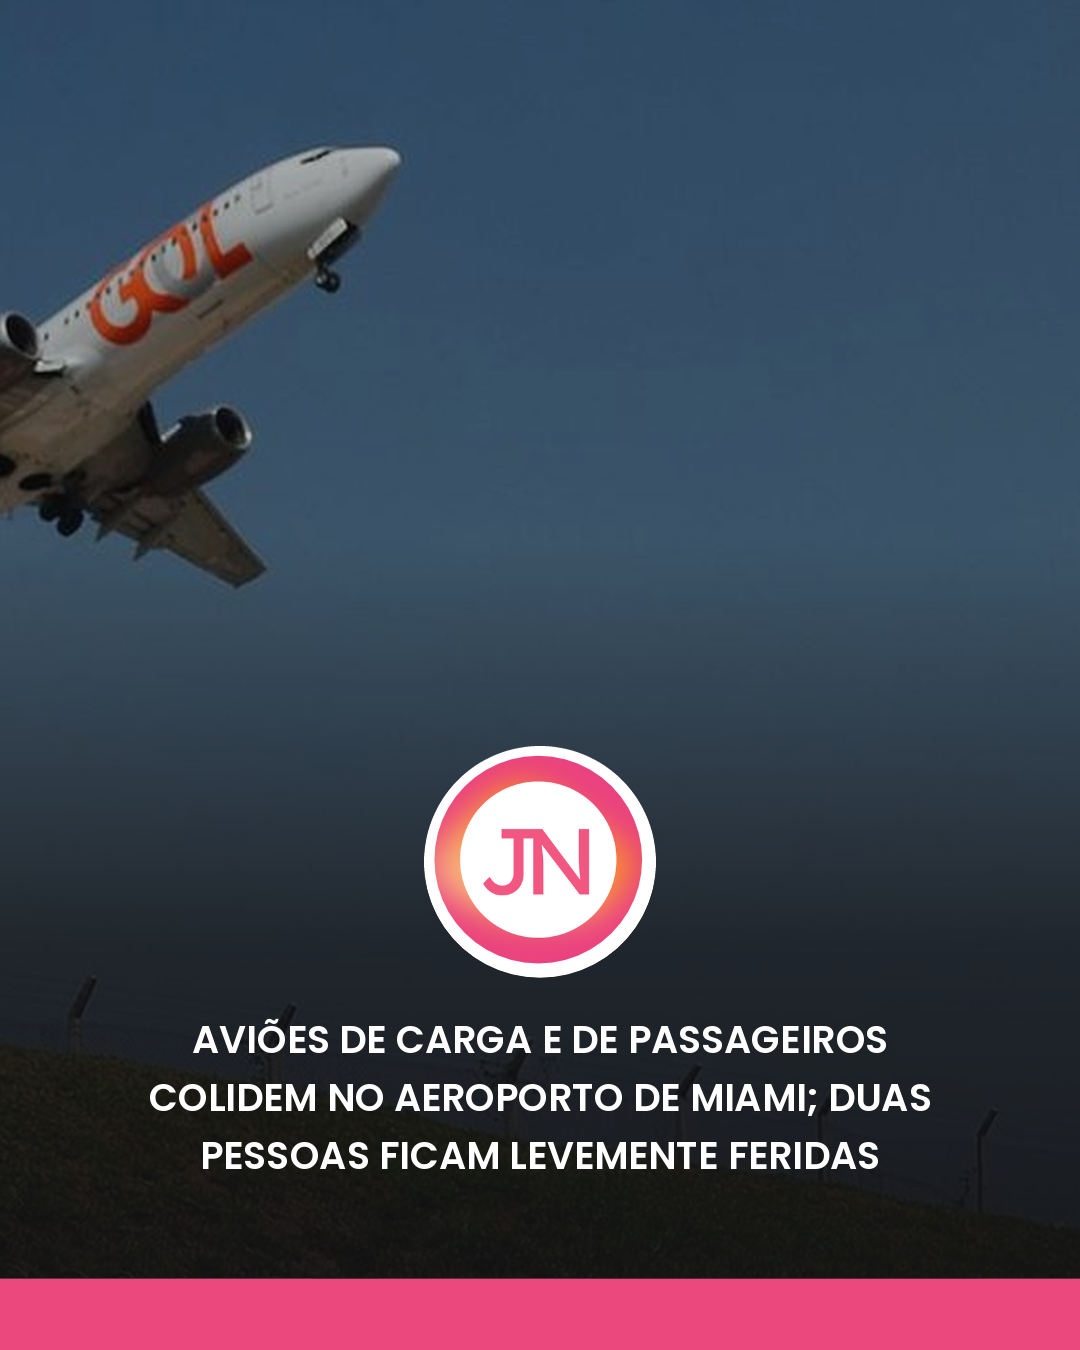 GOL
JN
AVIÕES DE CARGA E DE PASSAGEIROS
COLIDEM NO AEROPORTO DE MIAMI; DUAS
PESSOAS FICAM LEVEMENTE FERIDAS